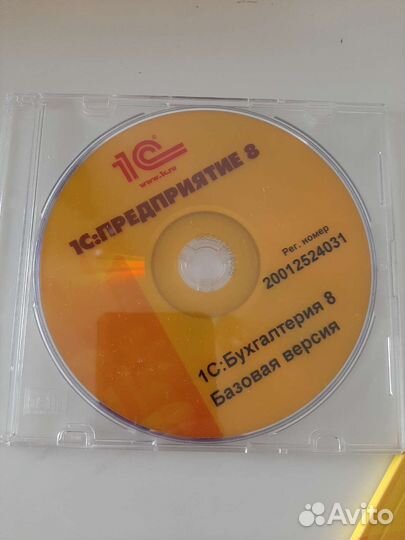 1С
www.1c.ru
1С:ПРЕДПРИЯТИЕ 8
Рег. номер
20012524031
1С:Бухгалтерия 8
Базовая версия
Avito